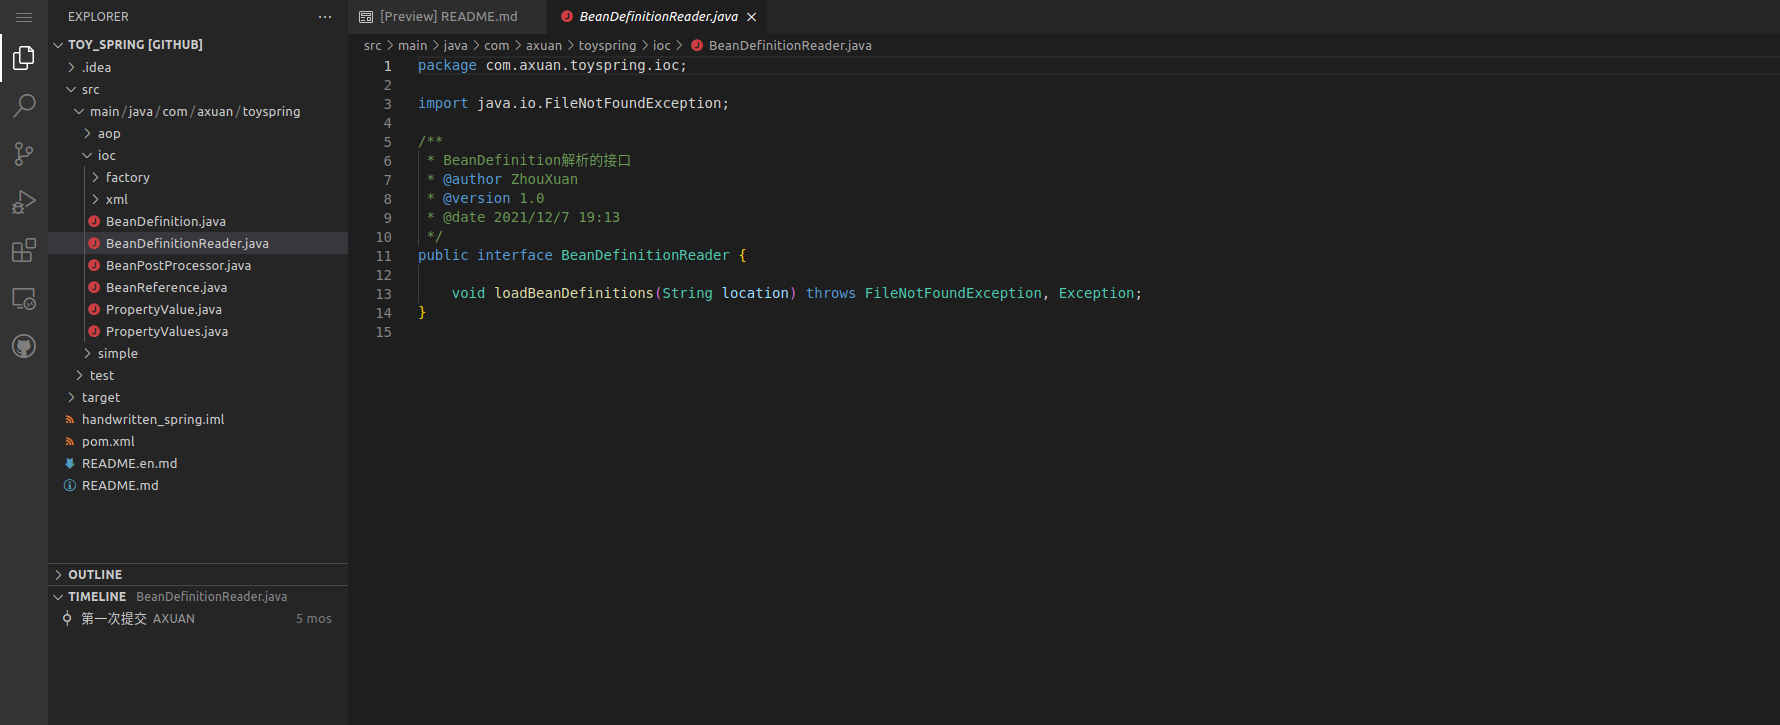 EXPLORER
TOY_SPRING [GITHUB]
.idea
src
main/java/com/axuan/toyspring
aop
ioc
factory
xml
BeanDefinition.java
BeanDefinitionReader.java
BeanPostProcessor.java
BeanReference.java
PropertyValue.java
PropertyValues.java
simple
test
target
handwritten_spring.iml
pom.xml
README.en.md
README.md
OUTLINE
TIMELINE BeanDefinitionReader.java
第一次提交 AXUAN 5 mos
[Preview] README.md
BeanDefinitionReader.java
src > main > java > com > axuan > toyspring > ioc > BeanDefinitionReader.java
1 package com.axuan.toyspring.ioc;
2
3 import java.io.FileNotFoundException;
4
5 /**
6 * BeanDefinition解析的接口
7 * @author ZhouXuan
8 * @version 1.0
9 * @date 2021/12/7 19:13
10 */
11 public interface BeanDefinitionReader {
12
13 void loadBeanDefinitions(String location) throws FileNotFoundException, Exception;
14 }
15